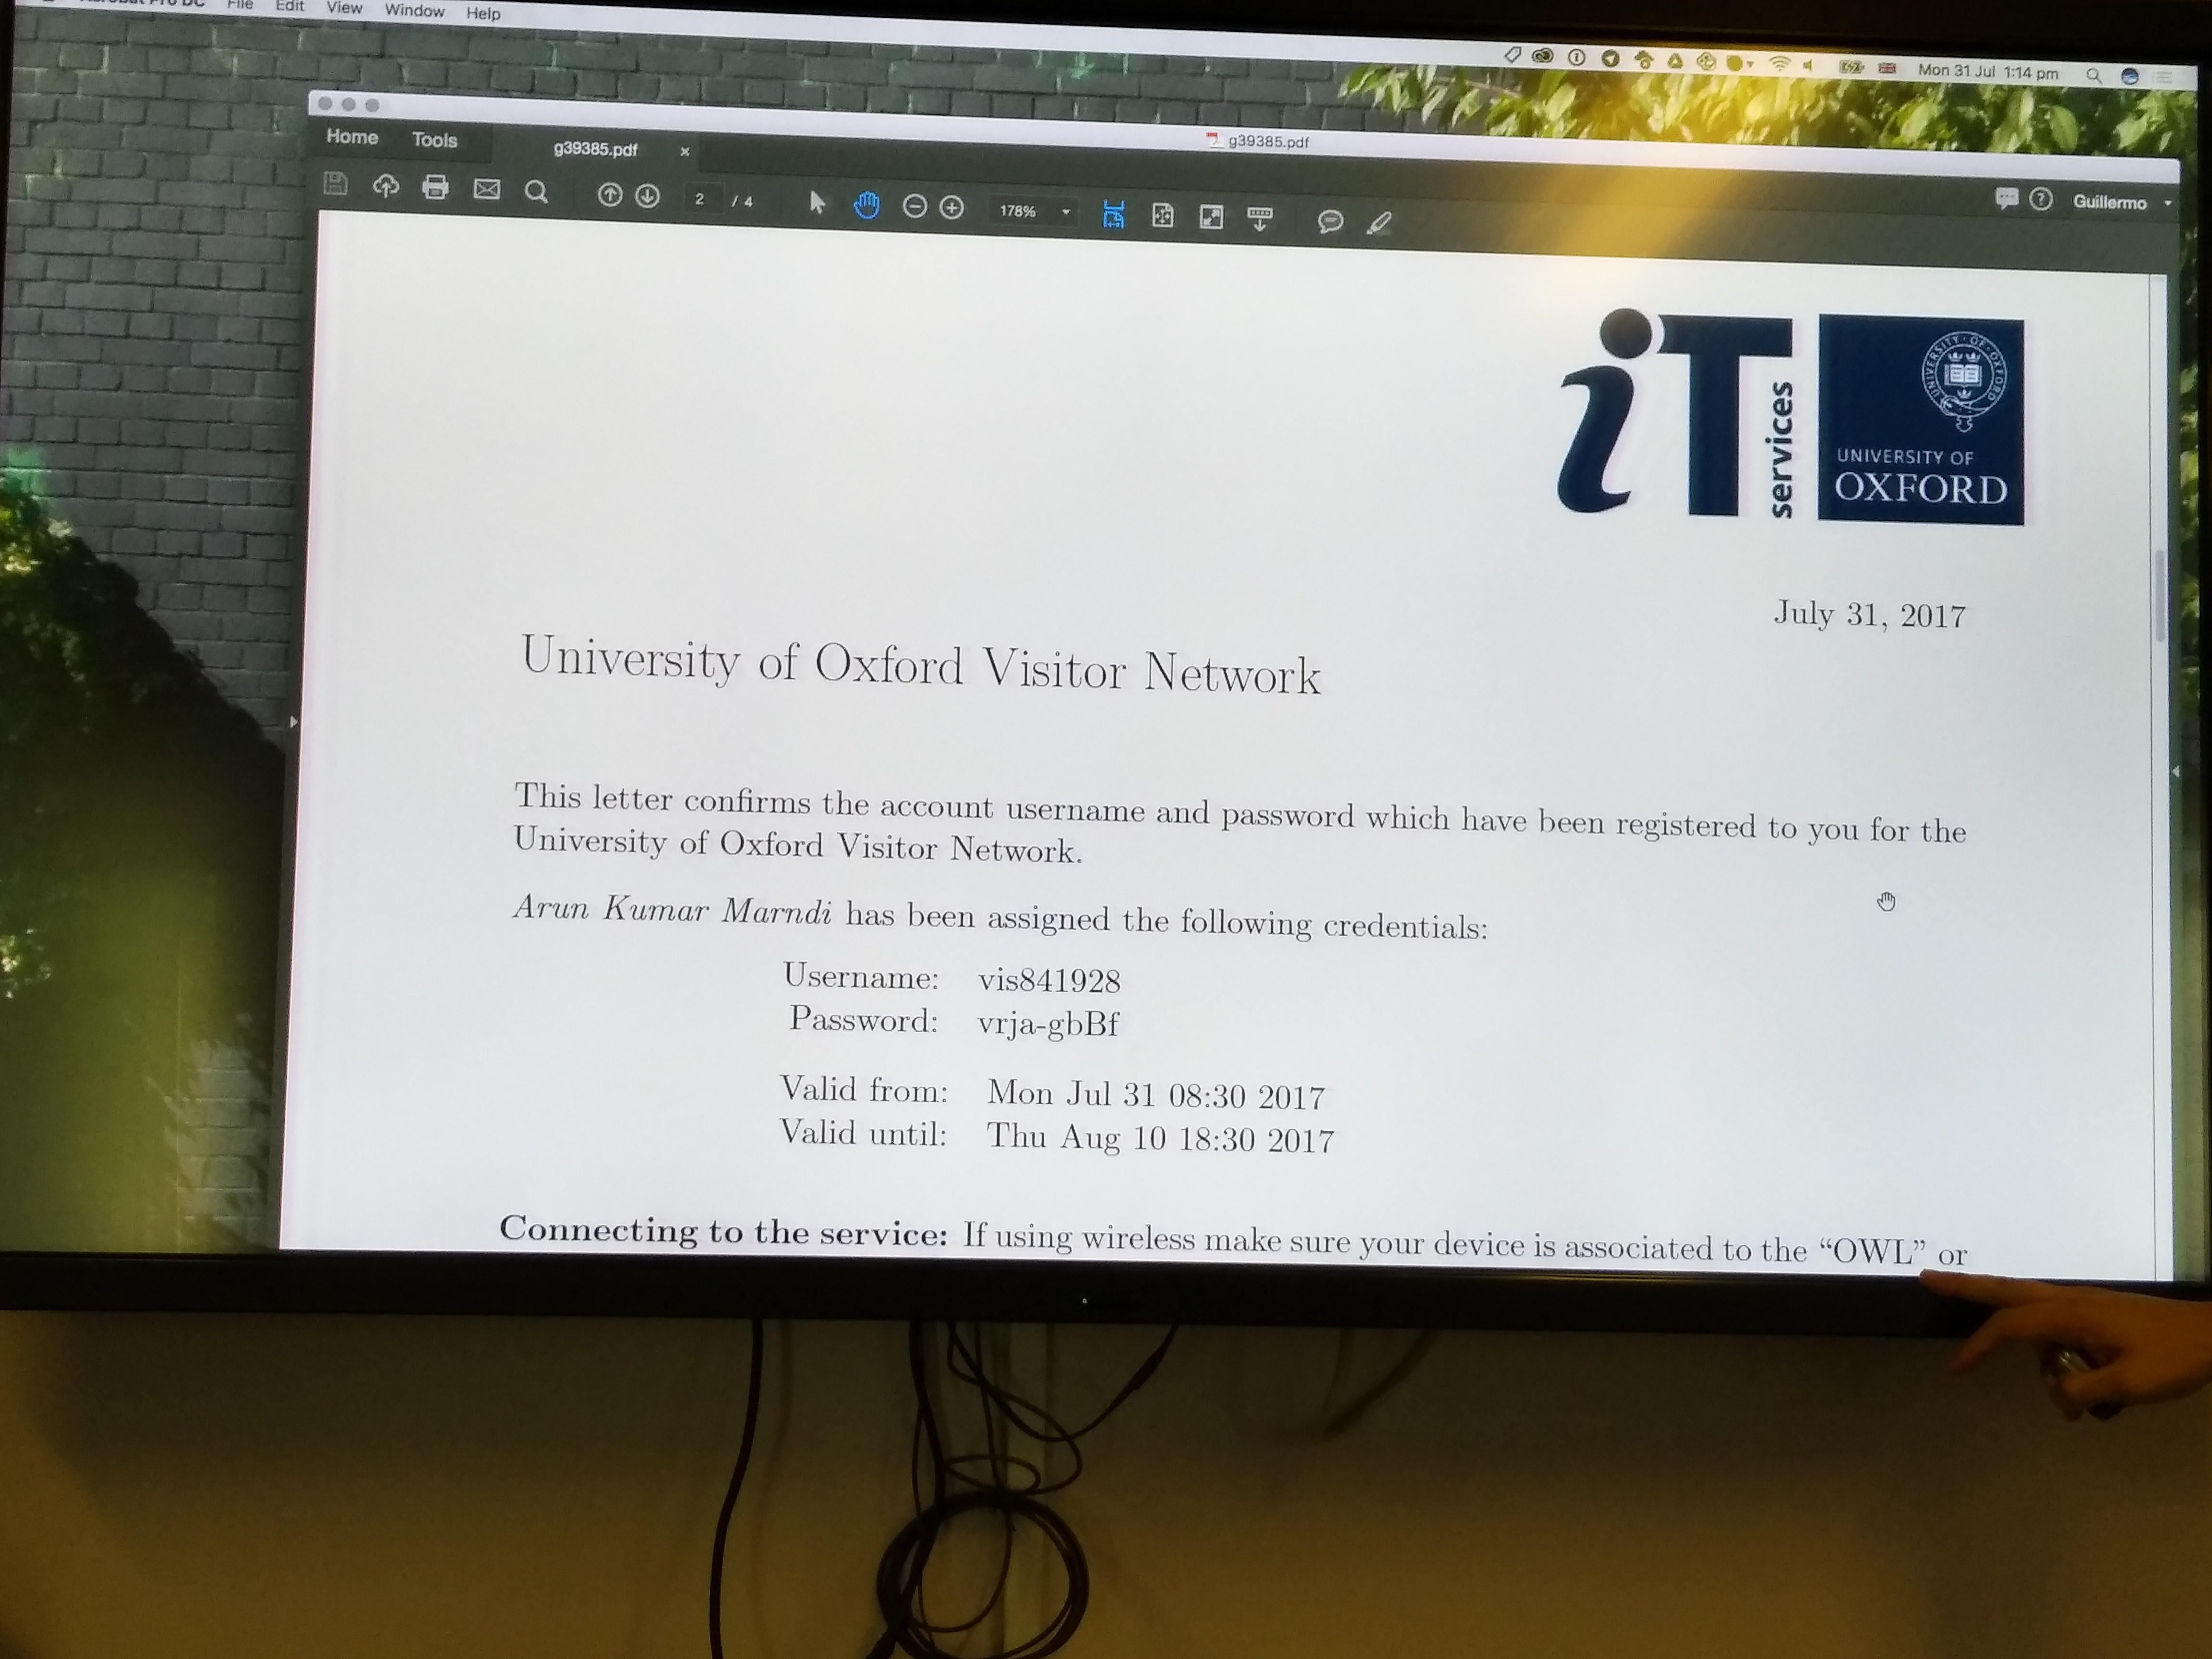 File Edit View Window Help
Mon 31 Jul 1:14 pm
g39385.pdf
Home Tools g39385.pdf ×
2 / 4 178% Guillermo
iT services
UNIVERSITY OF OXFORD
UNIVERSITY OF
OXFORD
July 31, 2017
University of Oxford Visitor Network
This letter confirms the account username and password which have been registered to you for the
University of Oxford Visitor Network.
Arun Kumar Marndi has been assigned the following credentials:
Username: vis841928
Password: vrja-gbBf
Valid from: Mon Jul 31 08:30 2017
Valid until: Thu Aug 10 18:30 2017
Connecting to the service: If using wireless make sure your device is associated to the “OWL” or